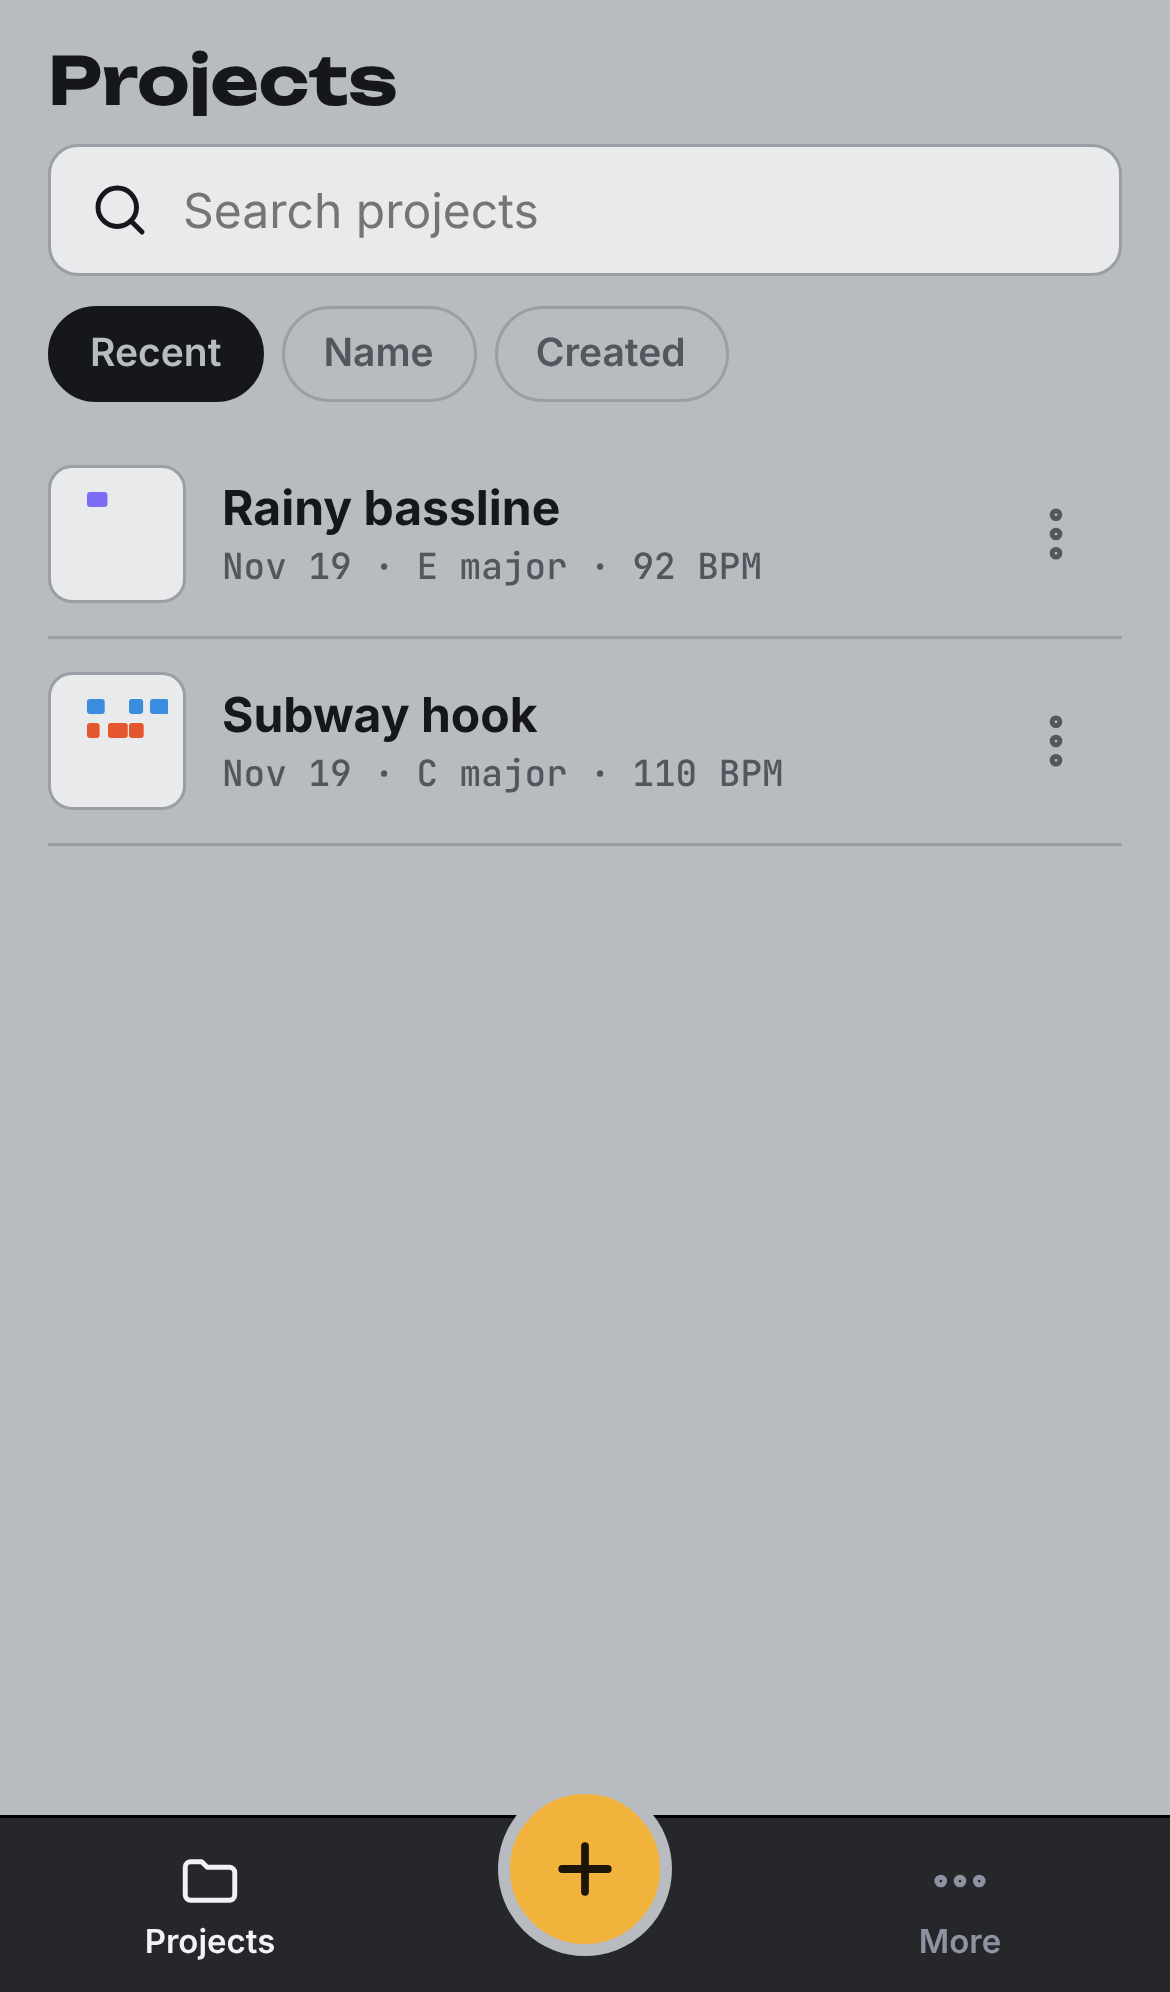 Projects
Search projects
Recent
Name
Created
Rainy bassline
Nov 19 · E major · 92 BPM
Subway hook
Nov 19 · C major · 110 BPM
Projects
More